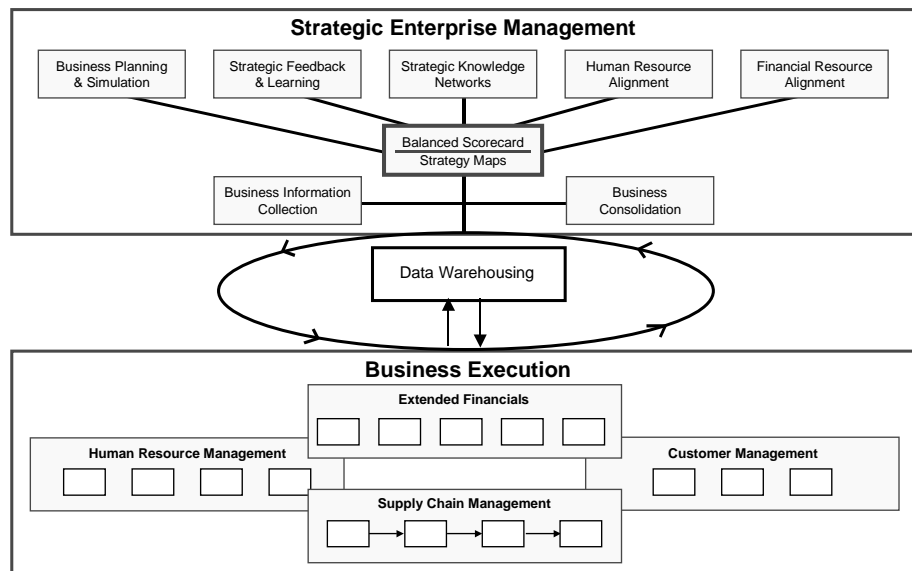 Strategic Enterprise Management
Business Planning
& Simulation
Strategic Feedback
& Learning
Strategic Knowledge
Networks
Human Resource
Alignment
Financial Resource
Alignment
Balanced Scorecard
Strategy Maps
Business Information
Collection
Business
Consolidation
Data Warehousing
Business Execution
Extended Financials
Human Resource Management
Customer Management
Supply Chain Management